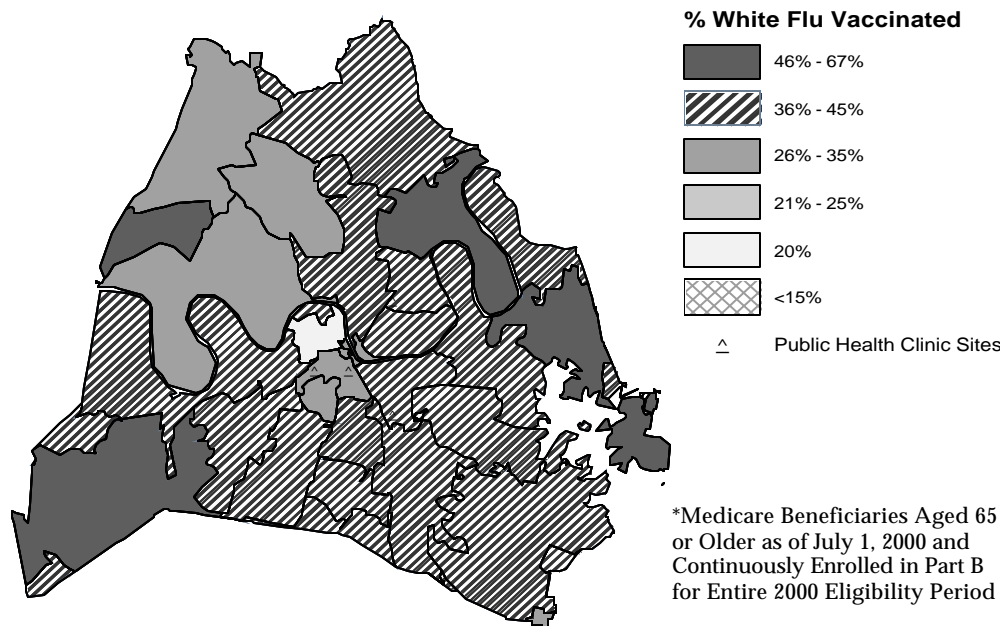 % White Flu Vaccinated
46% - 67%
36% - 45%
26% - 35%
21% - 25%
20%
<15%
^ Public Health Clinic Sites
^ ^
*Medicare Beneficiaries Aged 65
or Older as of July 1, 2000 and
Continuously Enrolled in Part B
for Entire 2000 Eligibility Period